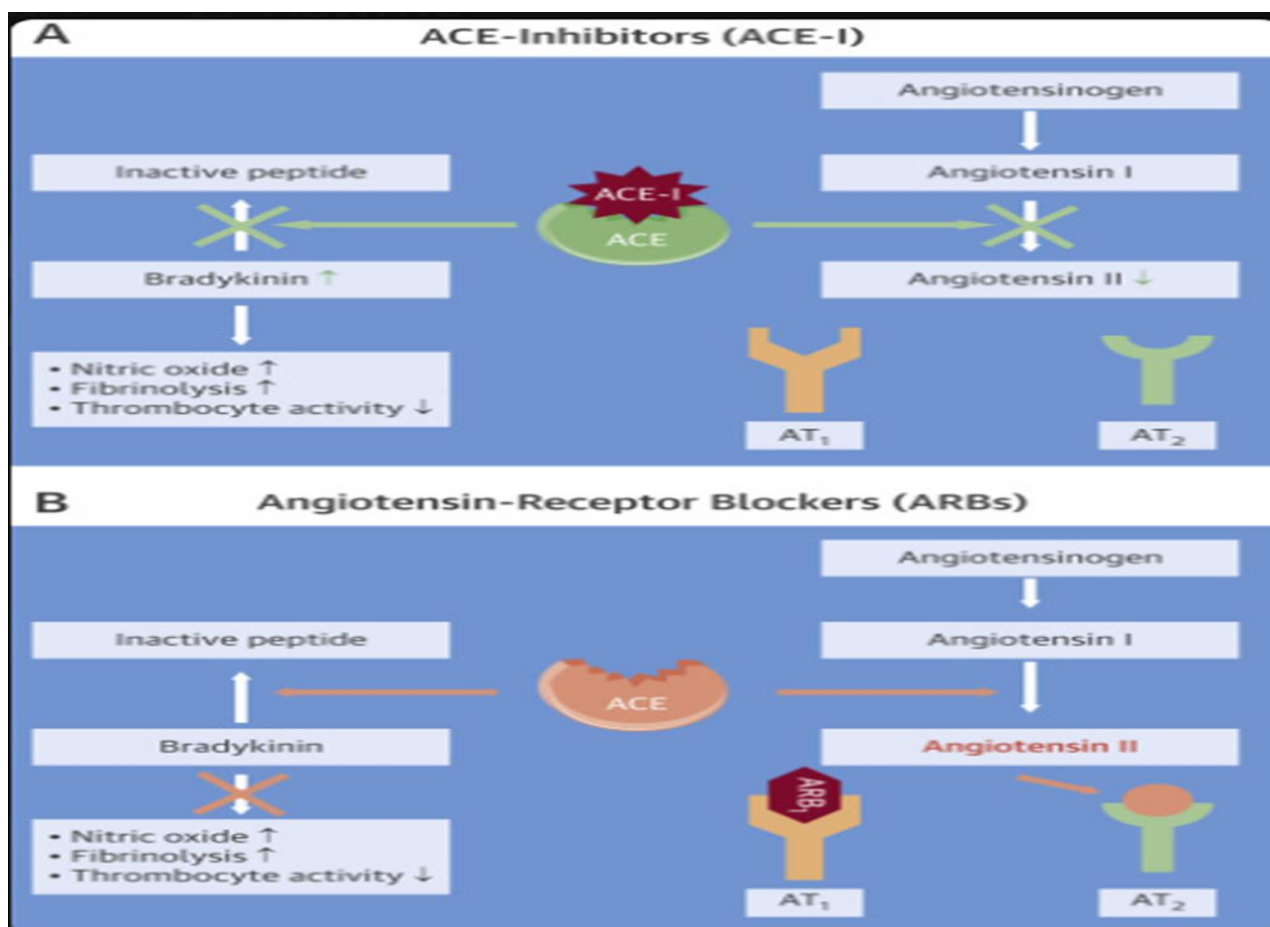 A
ACE-Inhibitors (ACE-I)
Angiotensinogen
Inactive peptide
Angiotensin I
ACE-I
ACE
Bradykinin ↑
Angiotensin II ↓
• Nitric oxide ↑
• Fibrinolysis ↑
• Thrombocyte activity ↓
AT₁
AT₂
B
Angiotensin-Receptor Blockers (ARBs)
Angiotensinogen
Inactive peptide
Angiotensin I
ACE
Bradykinin
Angiotensin II
ARB₁
• Nitric oxide ↑
• Fibrinolysis ↑
• Thrombocyte activity ↓
AT₁
AT₂